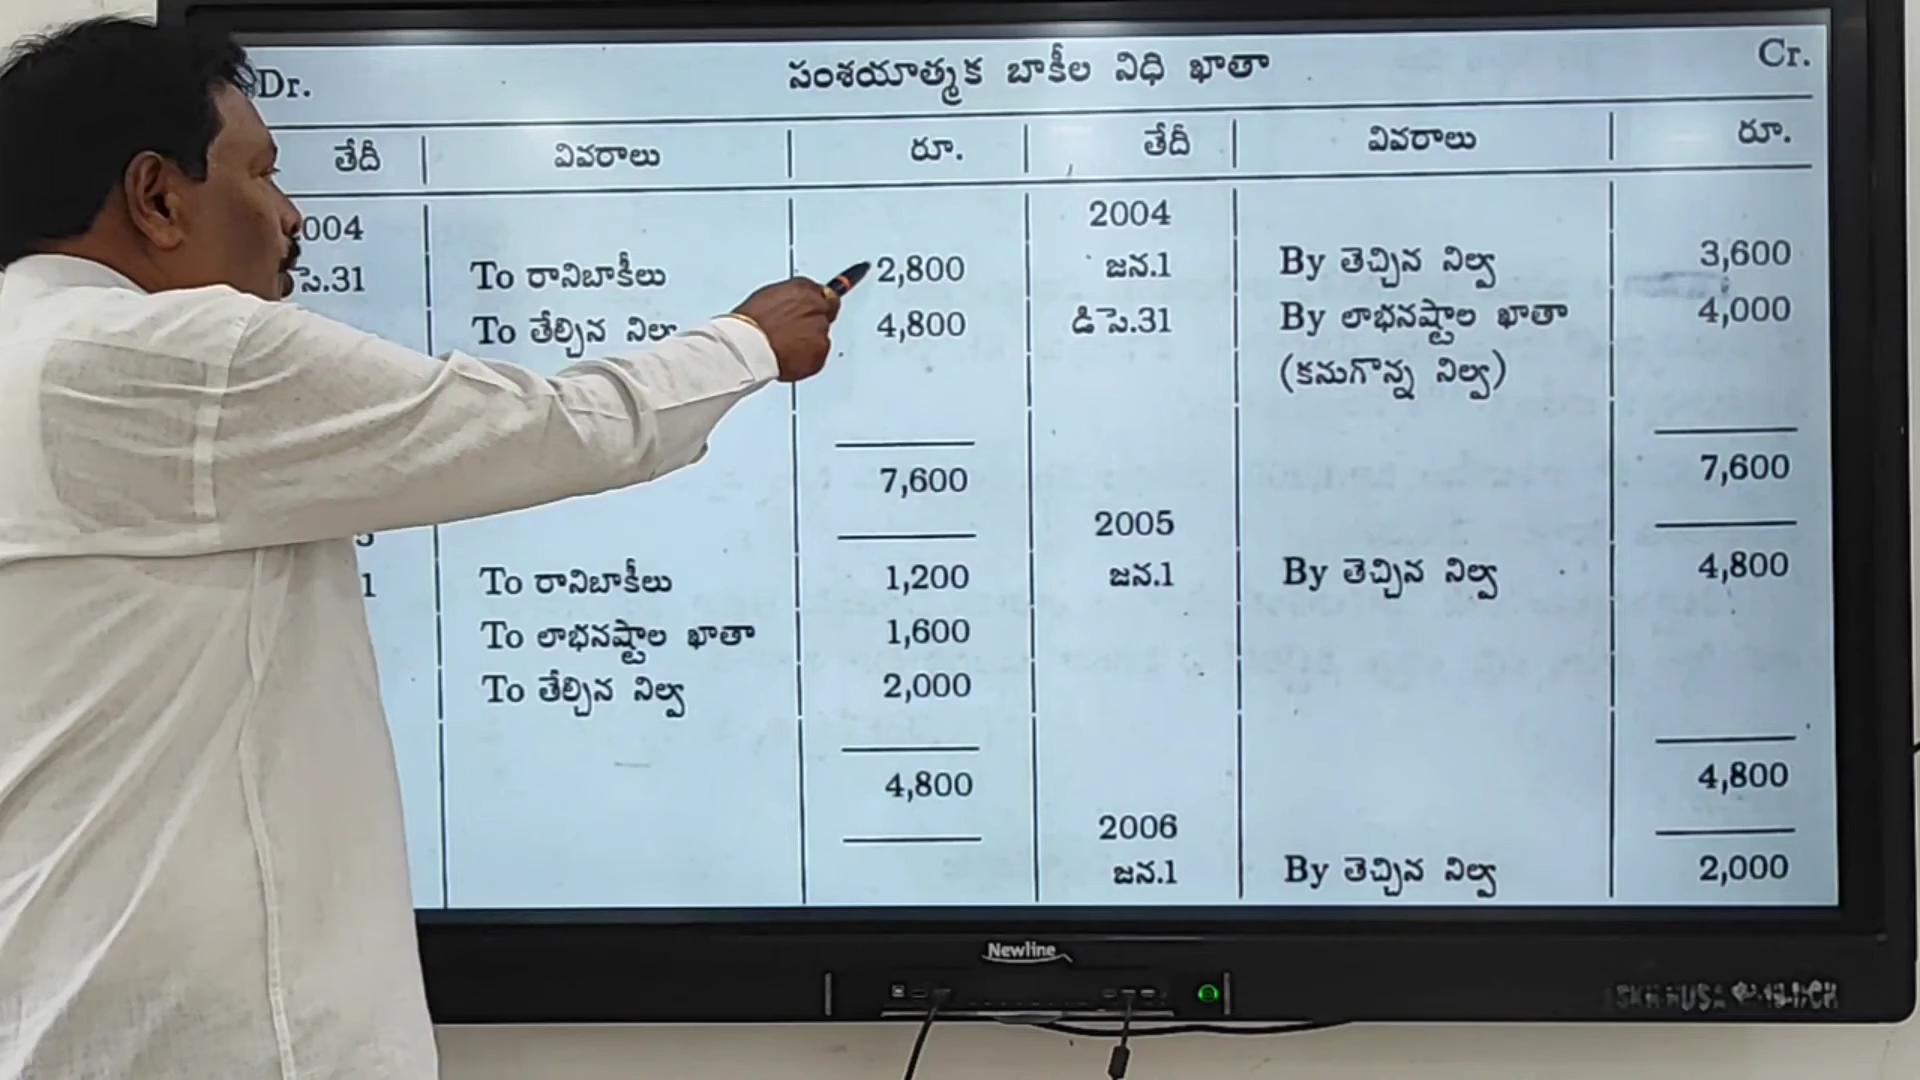 Dr. సంశయాత్మక బాకీల నిధి ఖాతా Cr.
తేదీ వివరాలు రూ. తేదీ వివరాలు రూ.
2004
To రానిబాకీలు 2,800 జన.1 By తెచ్చిన నిల్వ 3,600
To తేల్చిన 4,800 డిసె.31 By లాభనష్టాల ఖాతా 4,000
(కనుగొన్న నిల్వ)
7,600 7,600
2005
To రానిబాకీలు 1,200 జన.1 By తెచ్చిన నిల్వ 4,800
To లాభనష్టాల ఖాతా 1,600
To తేల్చిన నిల్వ 2,000
4,800 4,800
2006
జన.1 By తెచ్చిన నిల్వ 2,000
Newline